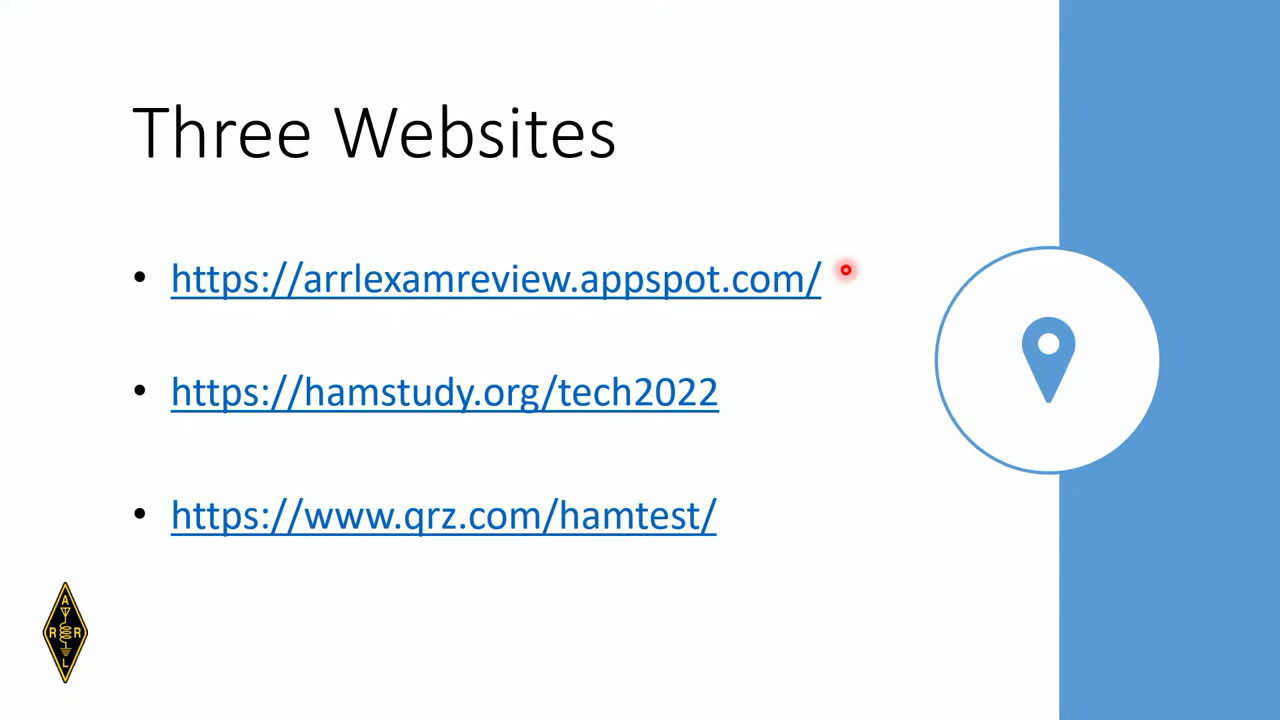 Three Websites
• https://arrlexamreview.appspot.com/
• https://hamstudy.org/tech2022
• https://www.qrz.com/hamtest/
A
R R
L